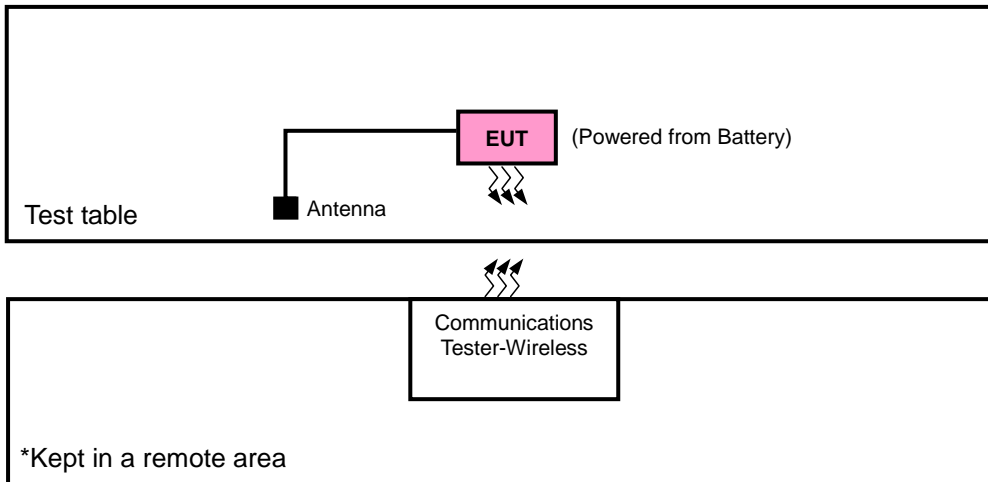 EUT
(Powered from Battery)
Antenna
Test table
Communications
Tester-Wireless
*Kept in a remote area